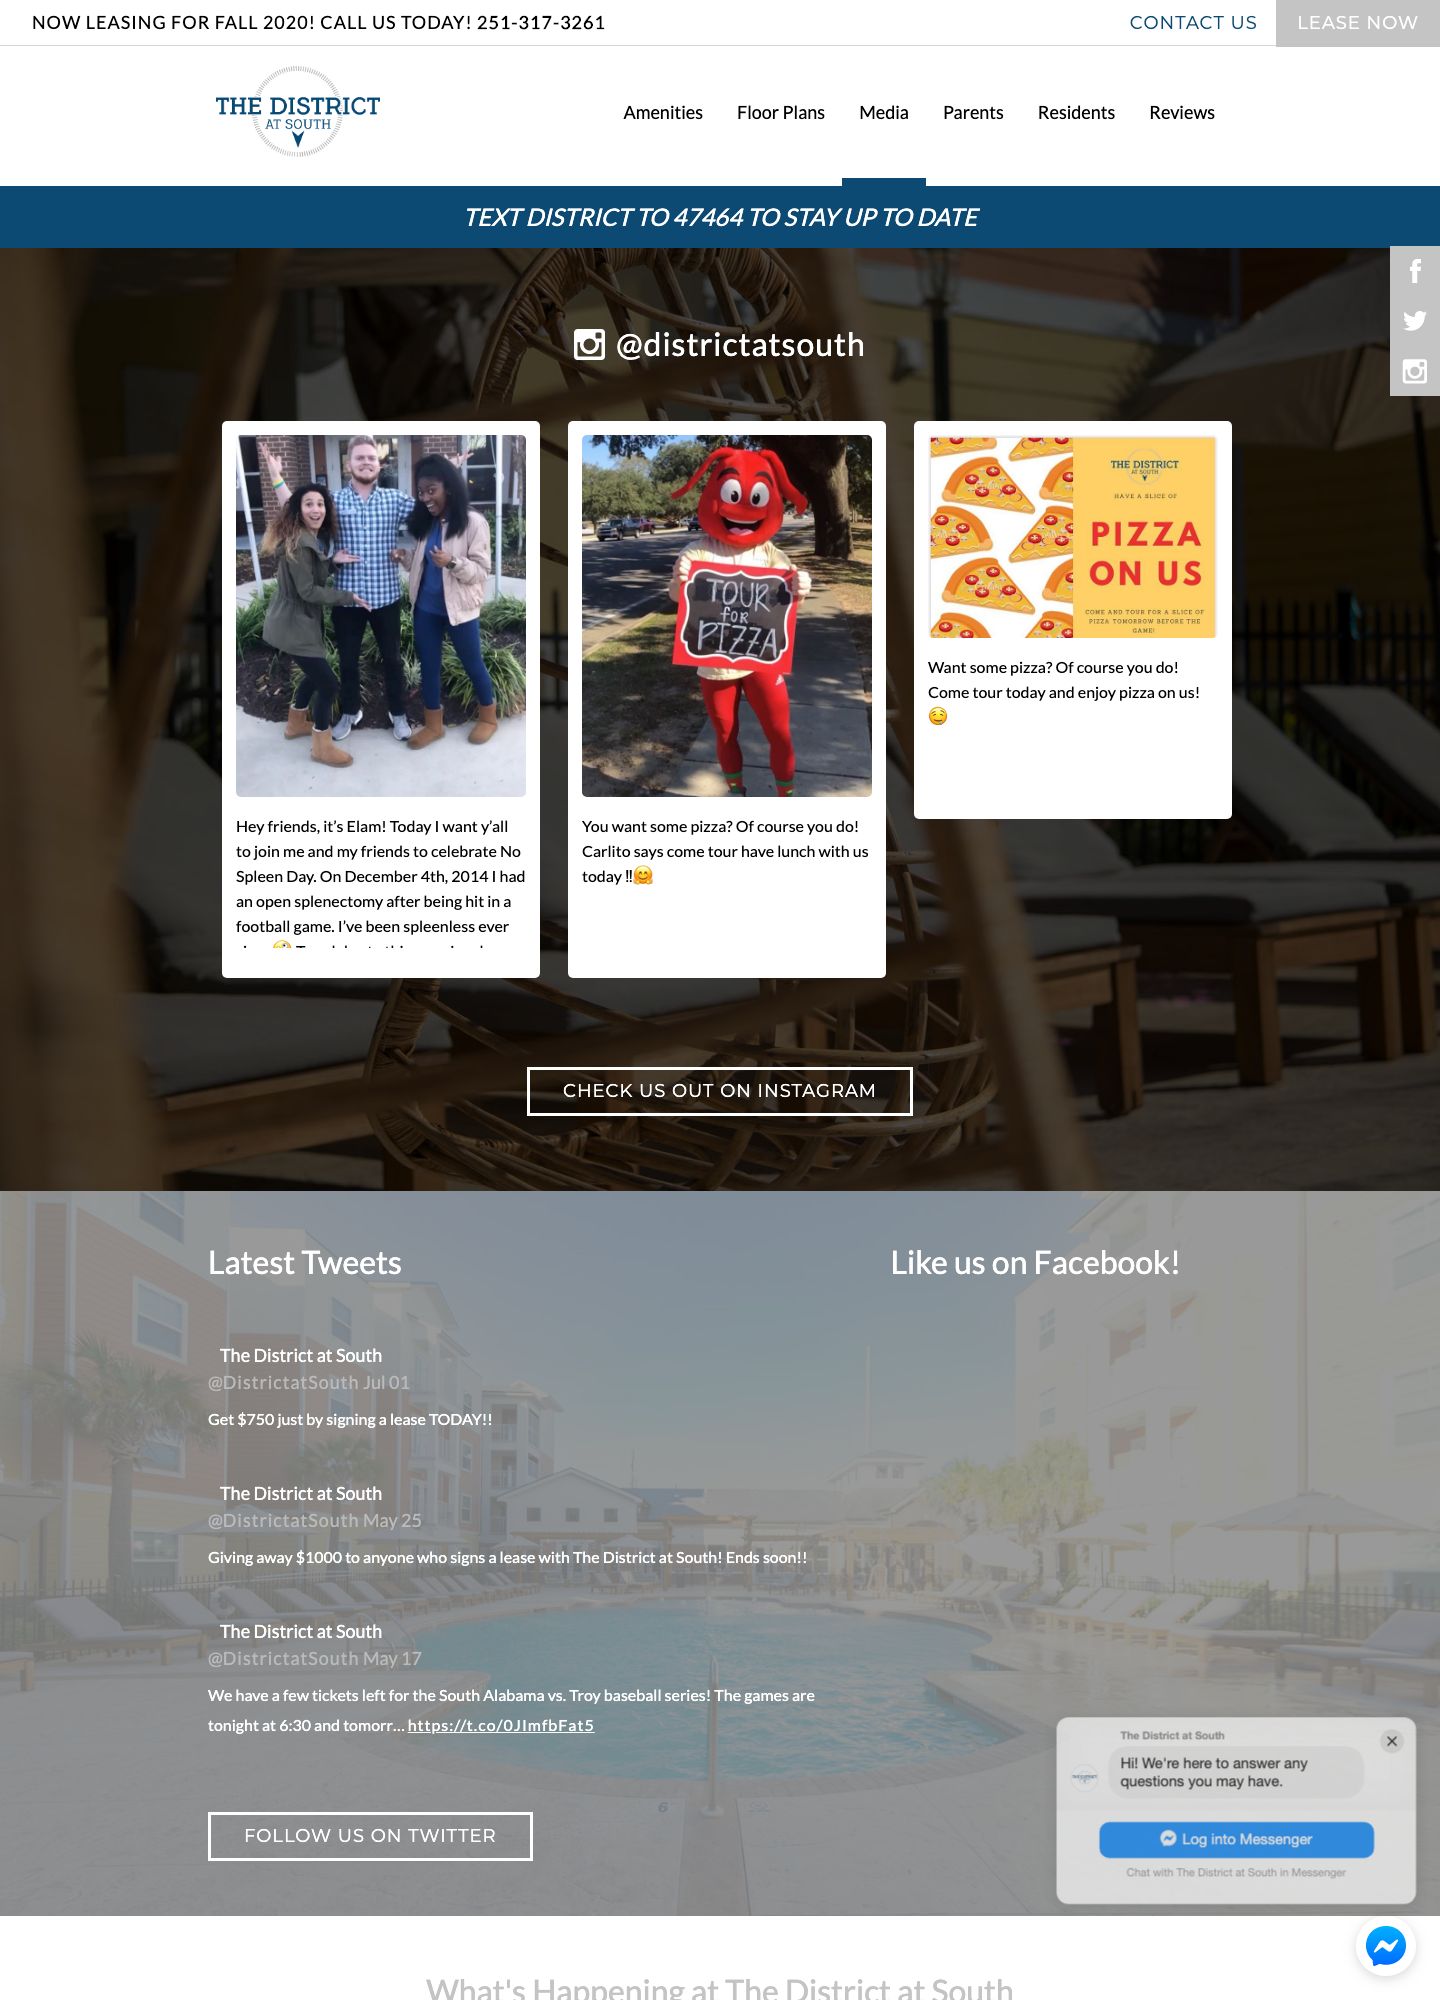 NOW LEASING FOR FALL 2020! CALL US TODAY! 251-317-3261
CONTACT US
LEASE NOW
THE DISTRICT
AT SOUTH
Amenities
Floor Plans
Media
Parents
Residents
Reviews
TEXT DISTRICT TO 47464 TO STAY UP TO DATE
@districtatsouth
Hey friends, it’s Elam! Today I want y’all
to join me and my friends to celebrate No
Spleen Day. On December 4th, 2014 I had
an open splenectomy after being hit in a
football game. I’ve been spleenless ever
TOUR
for
PIZZA
You want some pizza? Of course you do!
Carlito says come tour have lunch with us
today ‼🤗
THE DISTRICT
AT SOUTH
HAVE A SLICE OF
PIZZA
ON US
COME AND TOUR FOR A SLICE OF
PIZZA TOMORROW BEFORE THE
GAME!
Want some pizza? Of course you do!
Come tour today and enjoy pizza on us!
🤤
CHECK US OUT ON INSTAGRAM
Latest Tweets
The District at South
@DistrictatSouth Jul 01
Get $750 just by signing a lease TODAY!!
The District at South
@DistrictatSouth May 25
Giving away $1000 to anyone who signs a lease with The District at South! Ends soon!!
The District at South
@DistrictatSouth May 17
We have a few tickets left for the South Alabama vs. Troy baseball series! The games are
tonight at 6:30 and tomorr… https://t.co/0JImfbFat5
FOLLOW US ON TWITTER
Like us on Facebook!
The District at South
Hi! We're here to answer any
questions you may have.
Log into Messenger
Chat with The District at South in Messenger
What's Happening at The District at South